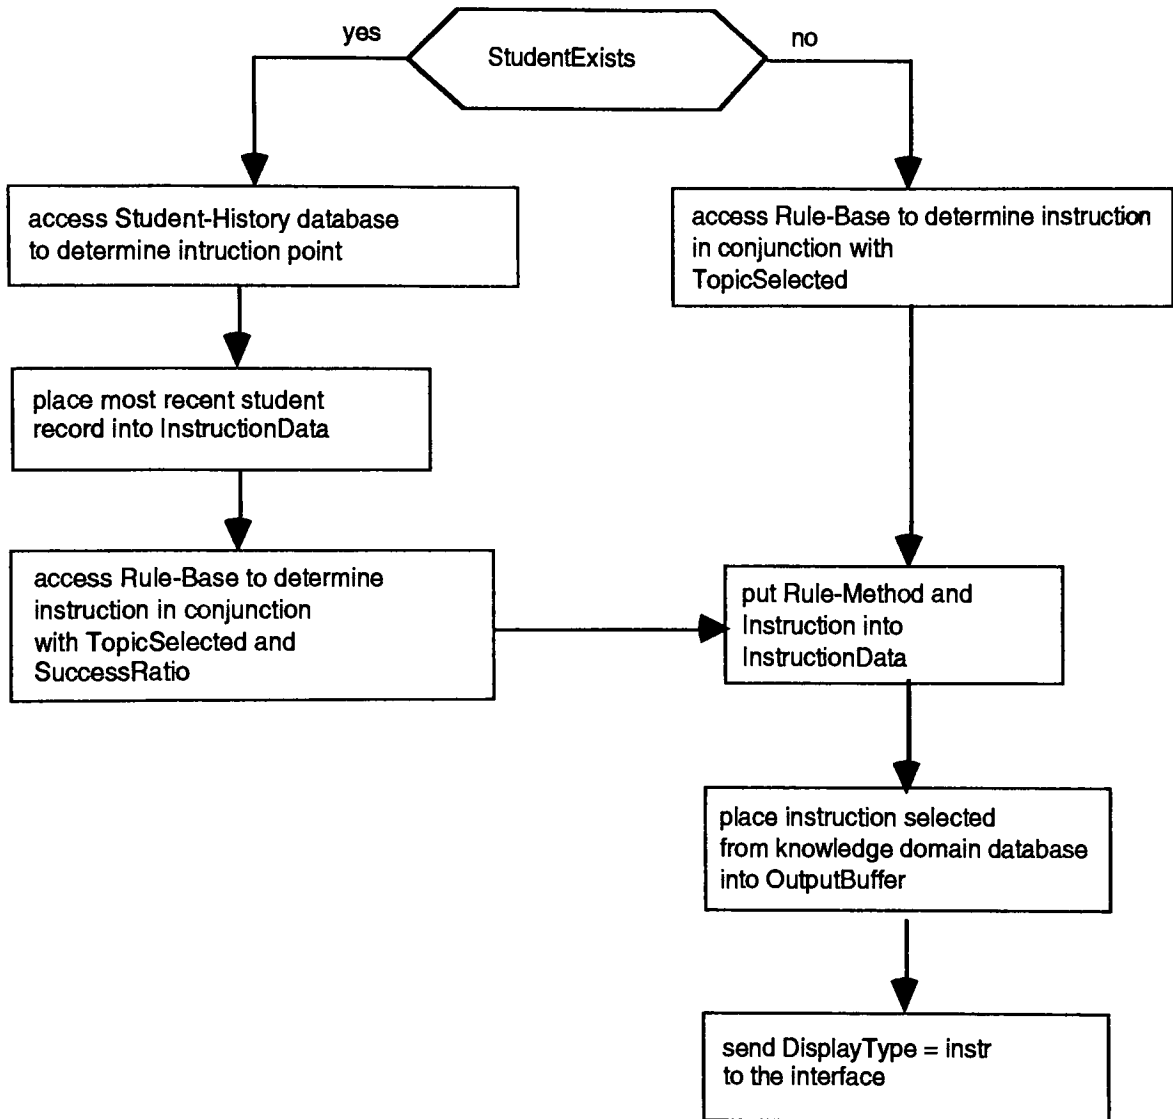 yes
StudentExists
no
access Student-History database
to determine intruction point
access Rule-Base to determine instruction
in conjunction with
TopicSelected
place most recent student
record into InstructionData
access Rule-Base to determine
instruction in conjunction
with TopicSelected and
SuccessRatio
put Rule-Method and
Instruction into
InstructionData
place instruction selected
from knowledge domain database
into OutputBuffer
send DisplayType = instr
to the interface